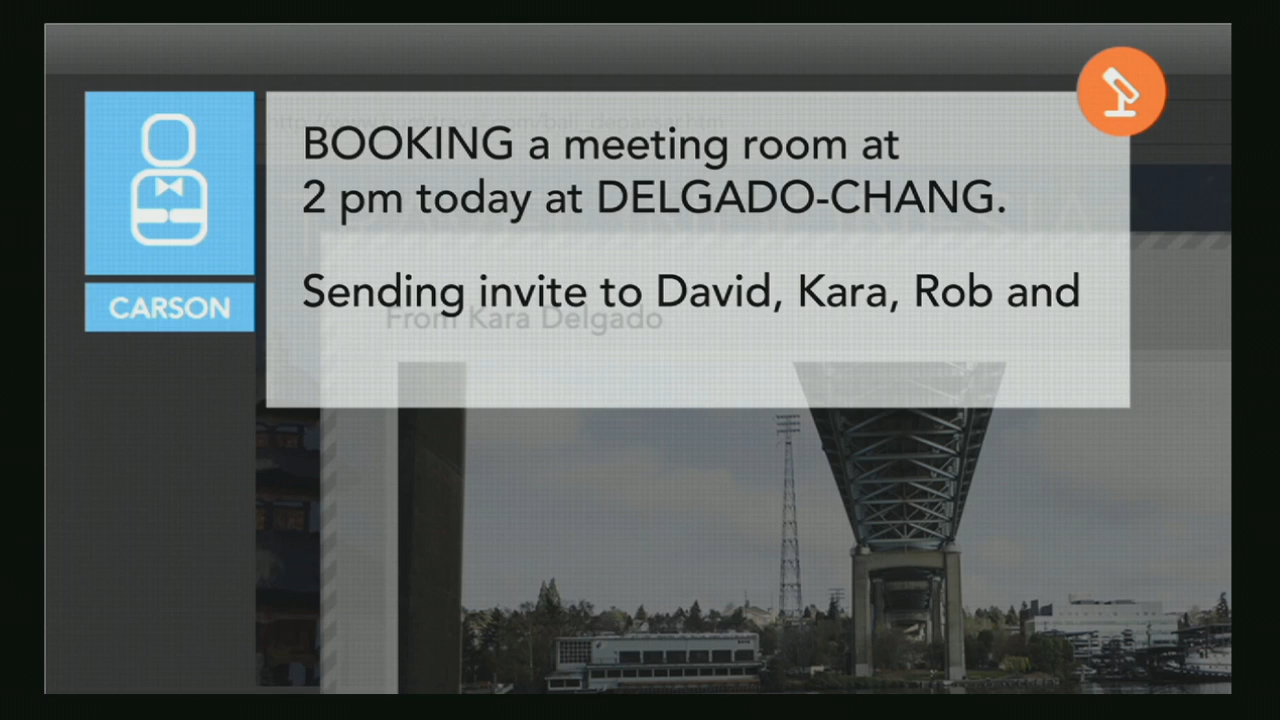 BOOKING a meeting room at
2 pm today at DELGADO-CHANG.
Sending invite to David, Kara, Rob and
CARSON
From Kara Delgado